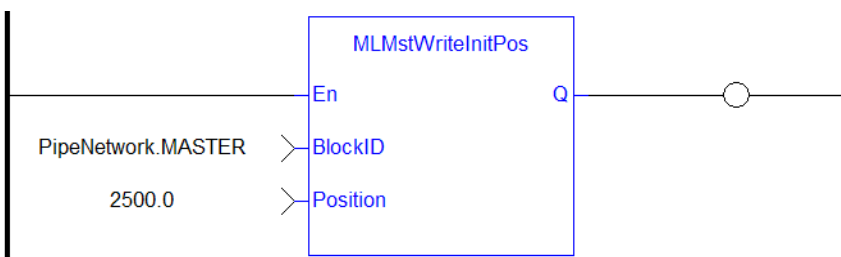 MLMstWriteInitPos
En Q
PipeNetwork.MASTER BlockID
2500.0 Position